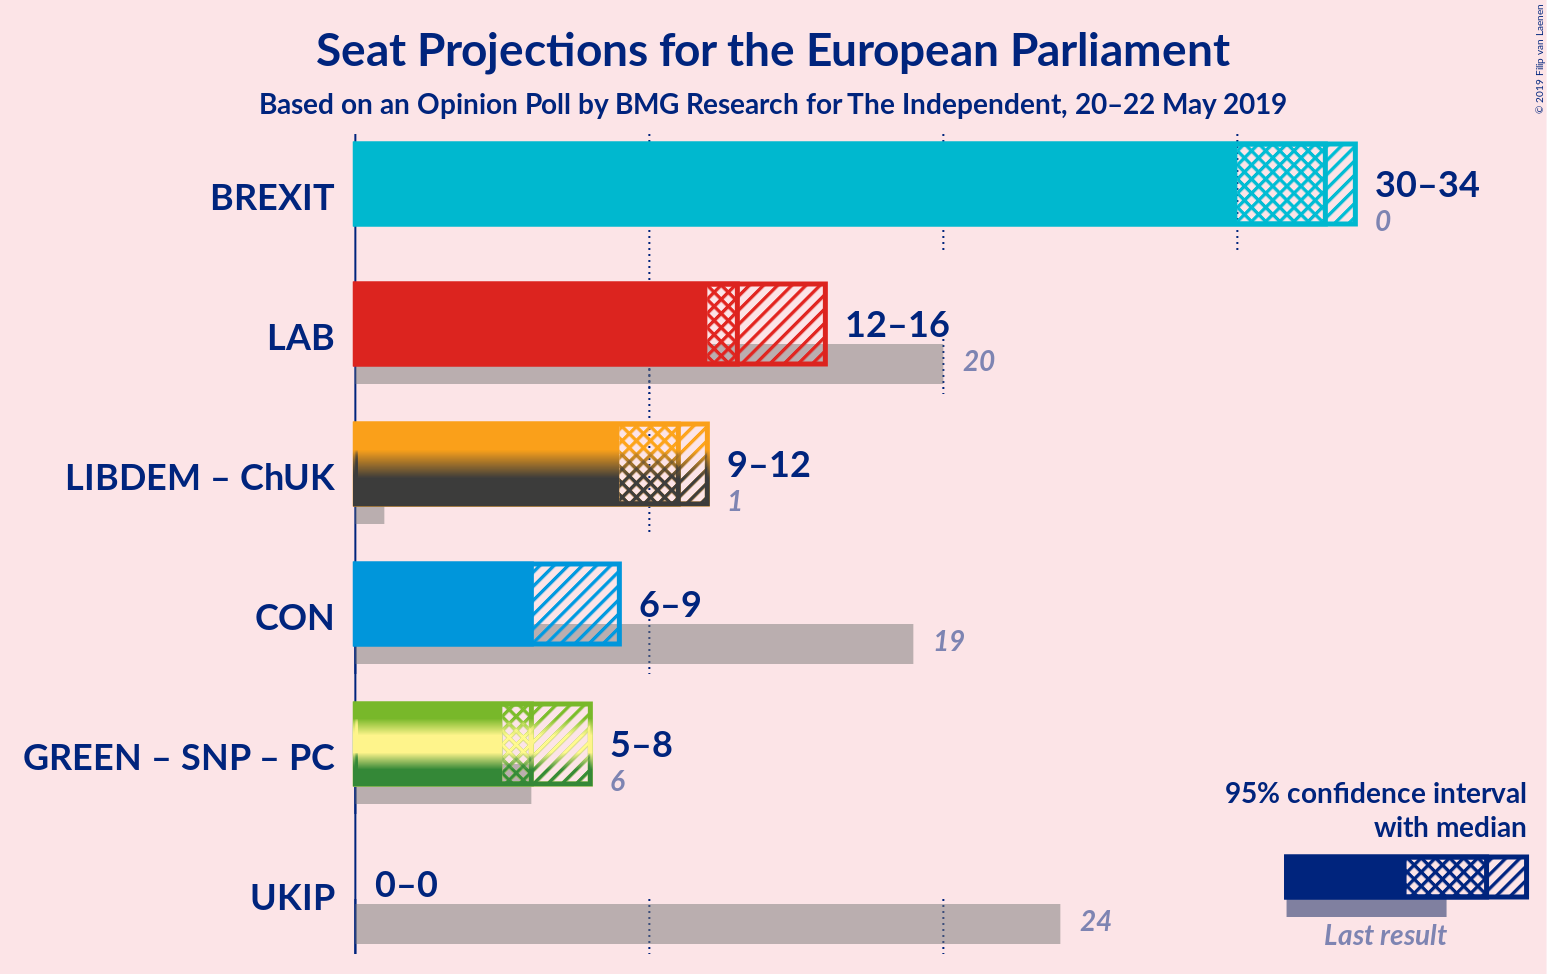 Seat Projections for the European Parliament
Based on an Opinion Poll by BMG Research for The Independent, 20–22 May 2019
© 2019 Filip van Laenen
BREXIT
30–34
0
LAB
12–16
20
LIBDEM – ChUK
9–12
1
CON
6–9
19
GREEN – SNP – PC
5–8
6
UKIP
0–0
24
95% confidence interval
with median
Last result